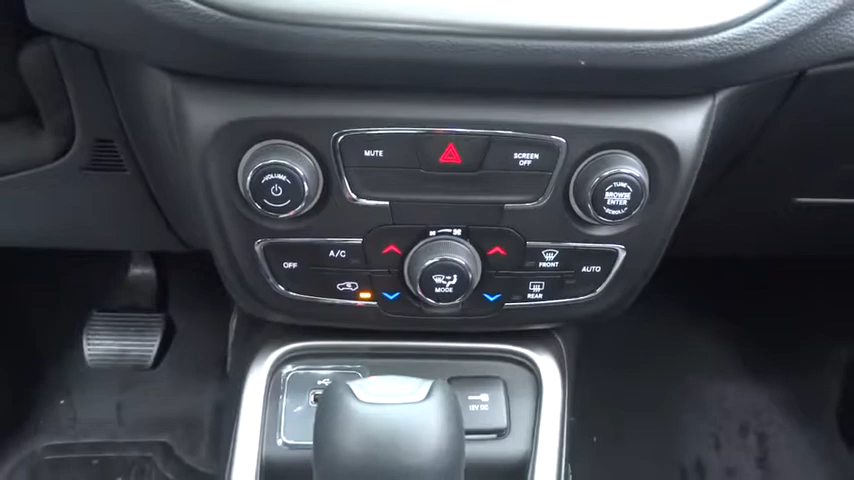 MUTE
SCREEN
OFF
VOLUME
TUNE
BROWSE
ENTER
SCROLL
OFF
A/C
MODE
FRONT
REAR
AUTO
12V DC